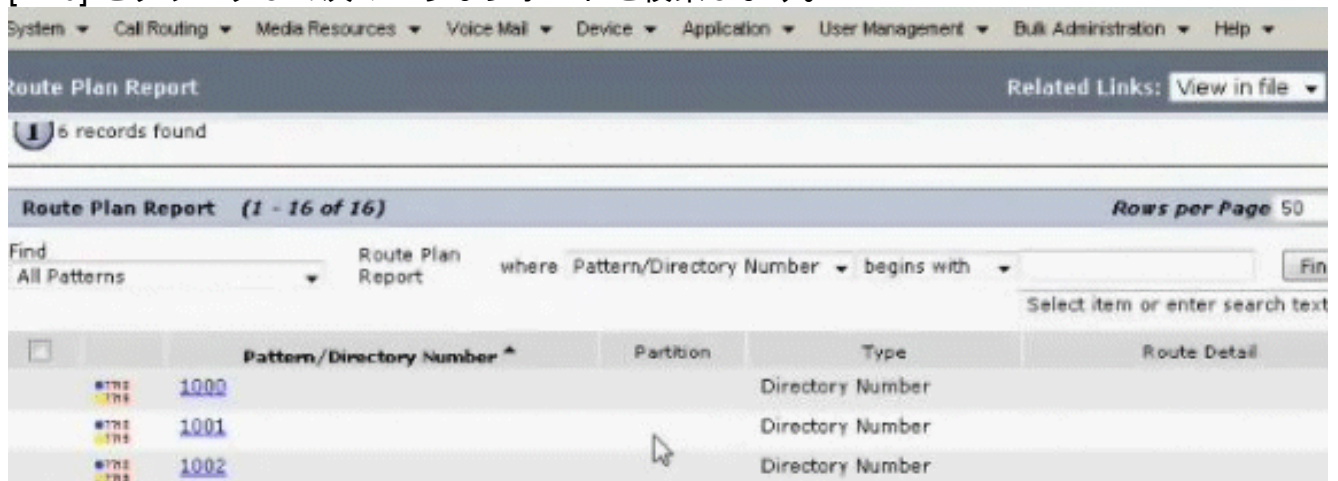 System Call Routing Media Resources Voice Mail Device Application User Management Bulk Administration Help
Route Plan Report Related Links: View in file
6 records found
Route Plan Report (1 - 16 of 16) Rows per Page 50
Find All Patterns Route Plan Report where Pattern/Directory Number begins with Fin
Select item or enter search text
Pattern/Directory Number Partition Type Route Detail
1000 Directory Number
1001 Directory Number
1002 Directory Number